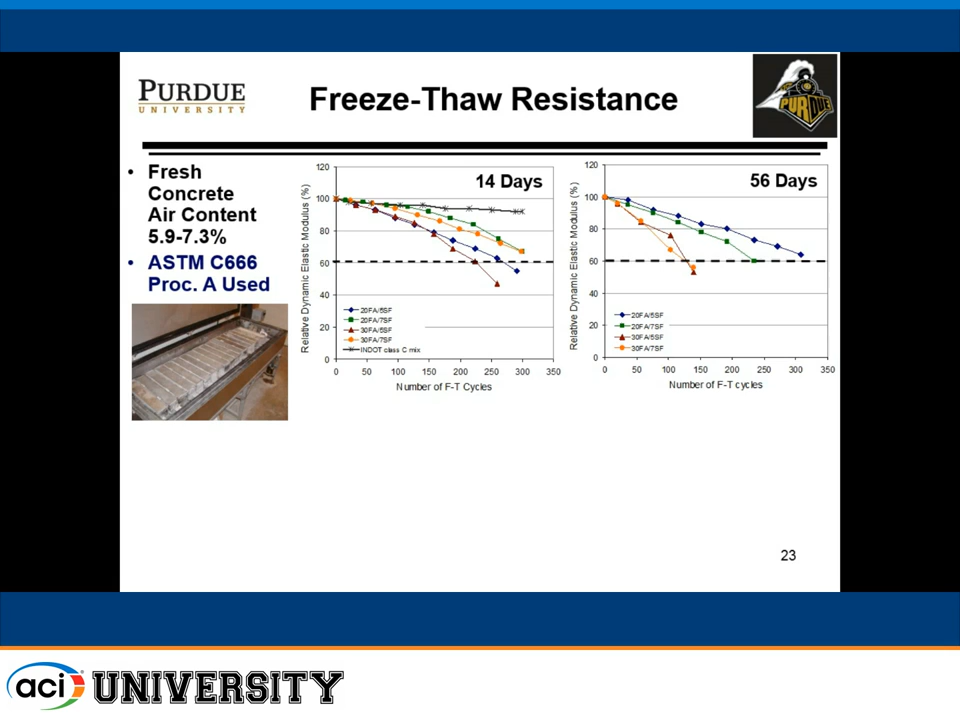 PURDUE
UNIVERSITY
Freeze-Thaw Resistance
PURDUE
• Fresh
Concrete
Air Content
5.9-7.3%
• ASTM C666
Proc. A Used
14 Days
Relative Dynamic Elastic Modulus (%)
120
100
80
60
40
20
0
20FA/5SF
20FA/7SF
30FA/5SF
30FA/7SF
INDOT class C mix
0 50 100 150 200 250 300 350
Number of F-T Cycles
56 Days
Relative Dynamic Elastic Modulus (%)
120
100
80
60
40
20
0
20FA/5SF
20FA/7SF
30FA/5SF
30FA/7SF
0 50 100 150 200 250 300 350
Number of F-T cycles
23
aci UNIVERSITY